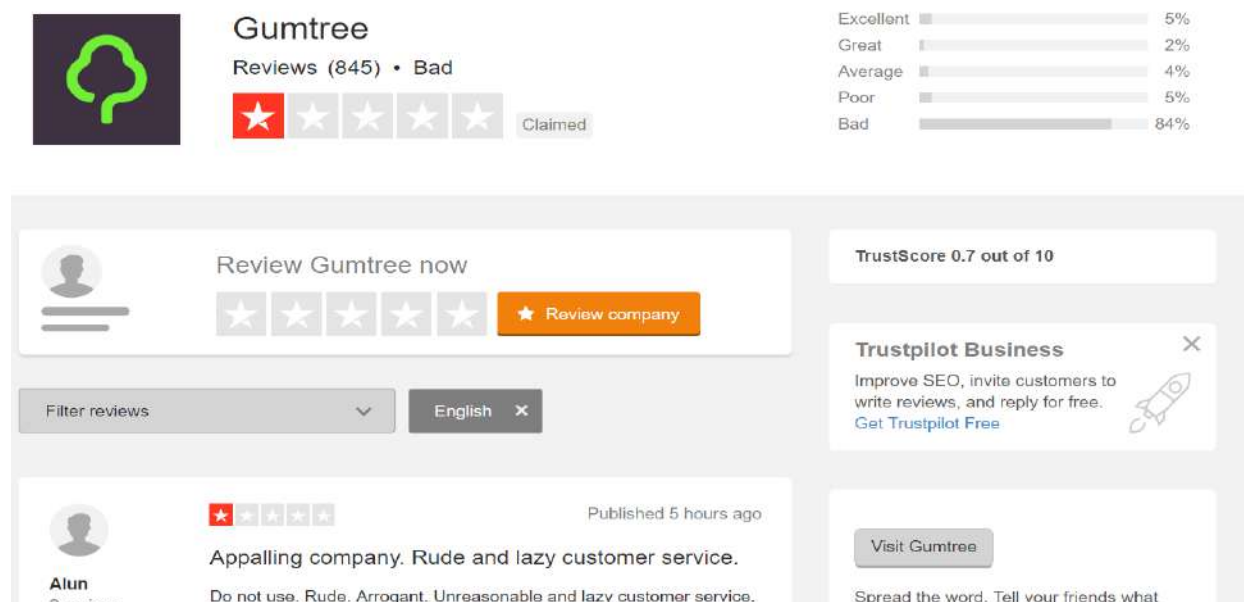 Gumtree
Reviews (845) • Bad
Claimed
Excellent 5%
Great 2%
Average 4%
Poor 5%
Bad 84%
Review Gumtree now
Review company
TrustScore 0.7 out of 10
Trustpilot Business
Improve SEO, invite customers to
write reviews, and reply for free.
Get Trustpilot Free
Filter reviews
English
Published 5 hours ago
Appalling company. Rude and lazy customer service.
Alun
Do not use. Rude. Arrogant. Unreasonable and lazy customer service.
Visit Gumtree
Spread the word. Tell your friends what